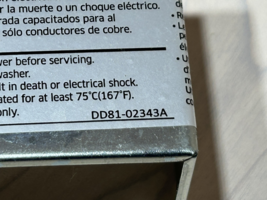 r la muerte o un choque eléctrico.
rada capacitados para al
sólo conductores de cobre.
wer before servicing.
washer.
lt in death or electrical shock.
ated for at least 75°C(167°F).
only.
DD81-02343A